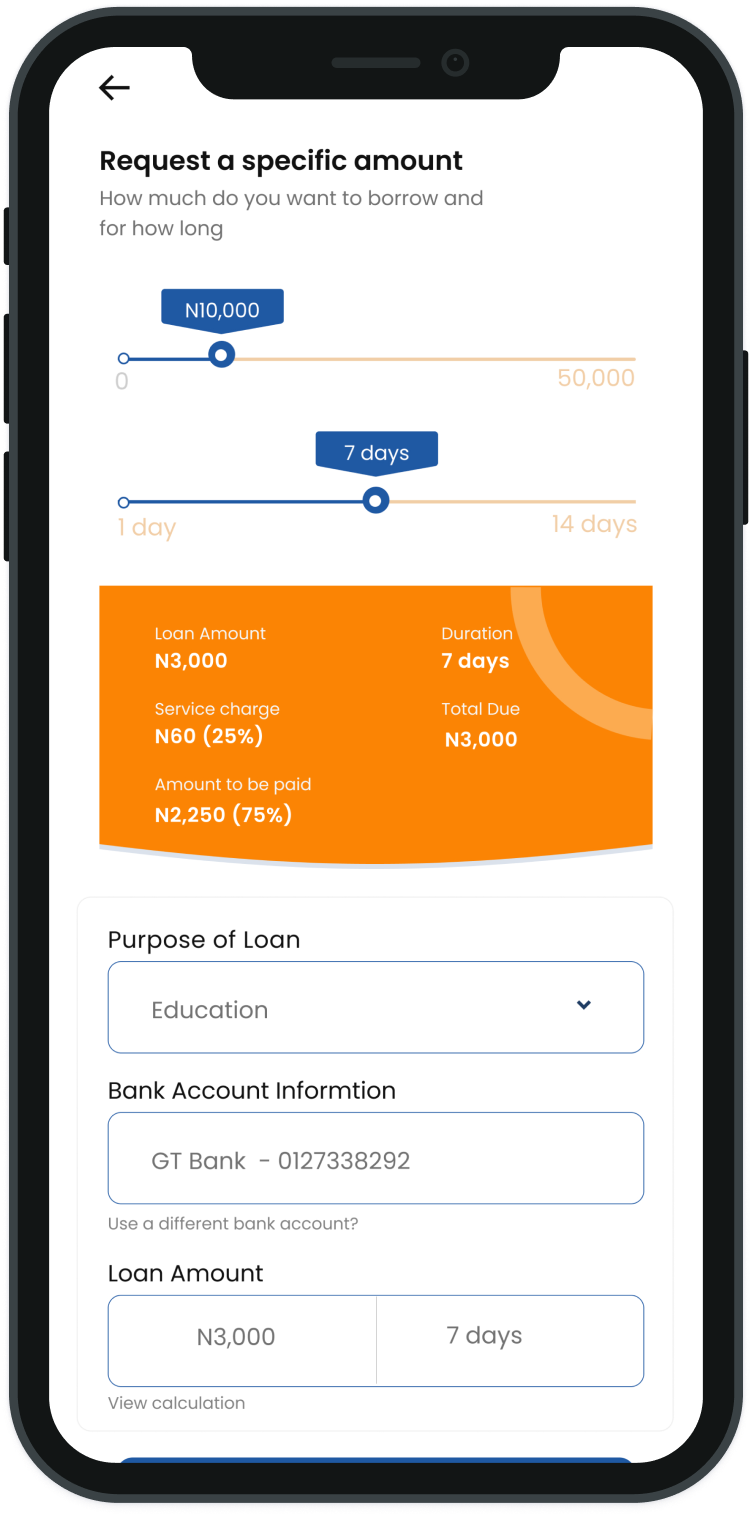 Request a specific amount
How much do you want to borrow and
for how long
N10,000
0
50,000
7 days
1 day
14 days
Loan Amount
N3,000
Duration
7 days
Service charge
N60 (25%)
Total Due
N3,000
Amount to be paid
N2,250 (75%)
Purpose of Loan
Education
Bank Account Informtion
GT Bank - 0127338292
Use a different bank account?
Loan Amount
N3,000
7 days
View calculation